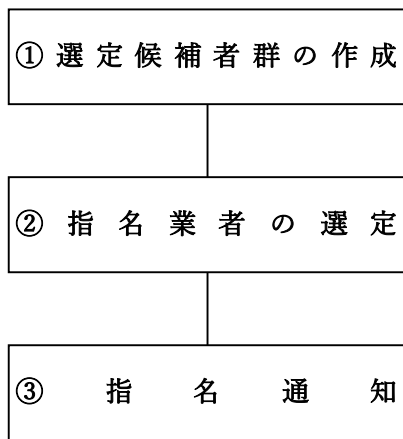 ①選定候補者群の作成
②指名業者の選定
③指名通知